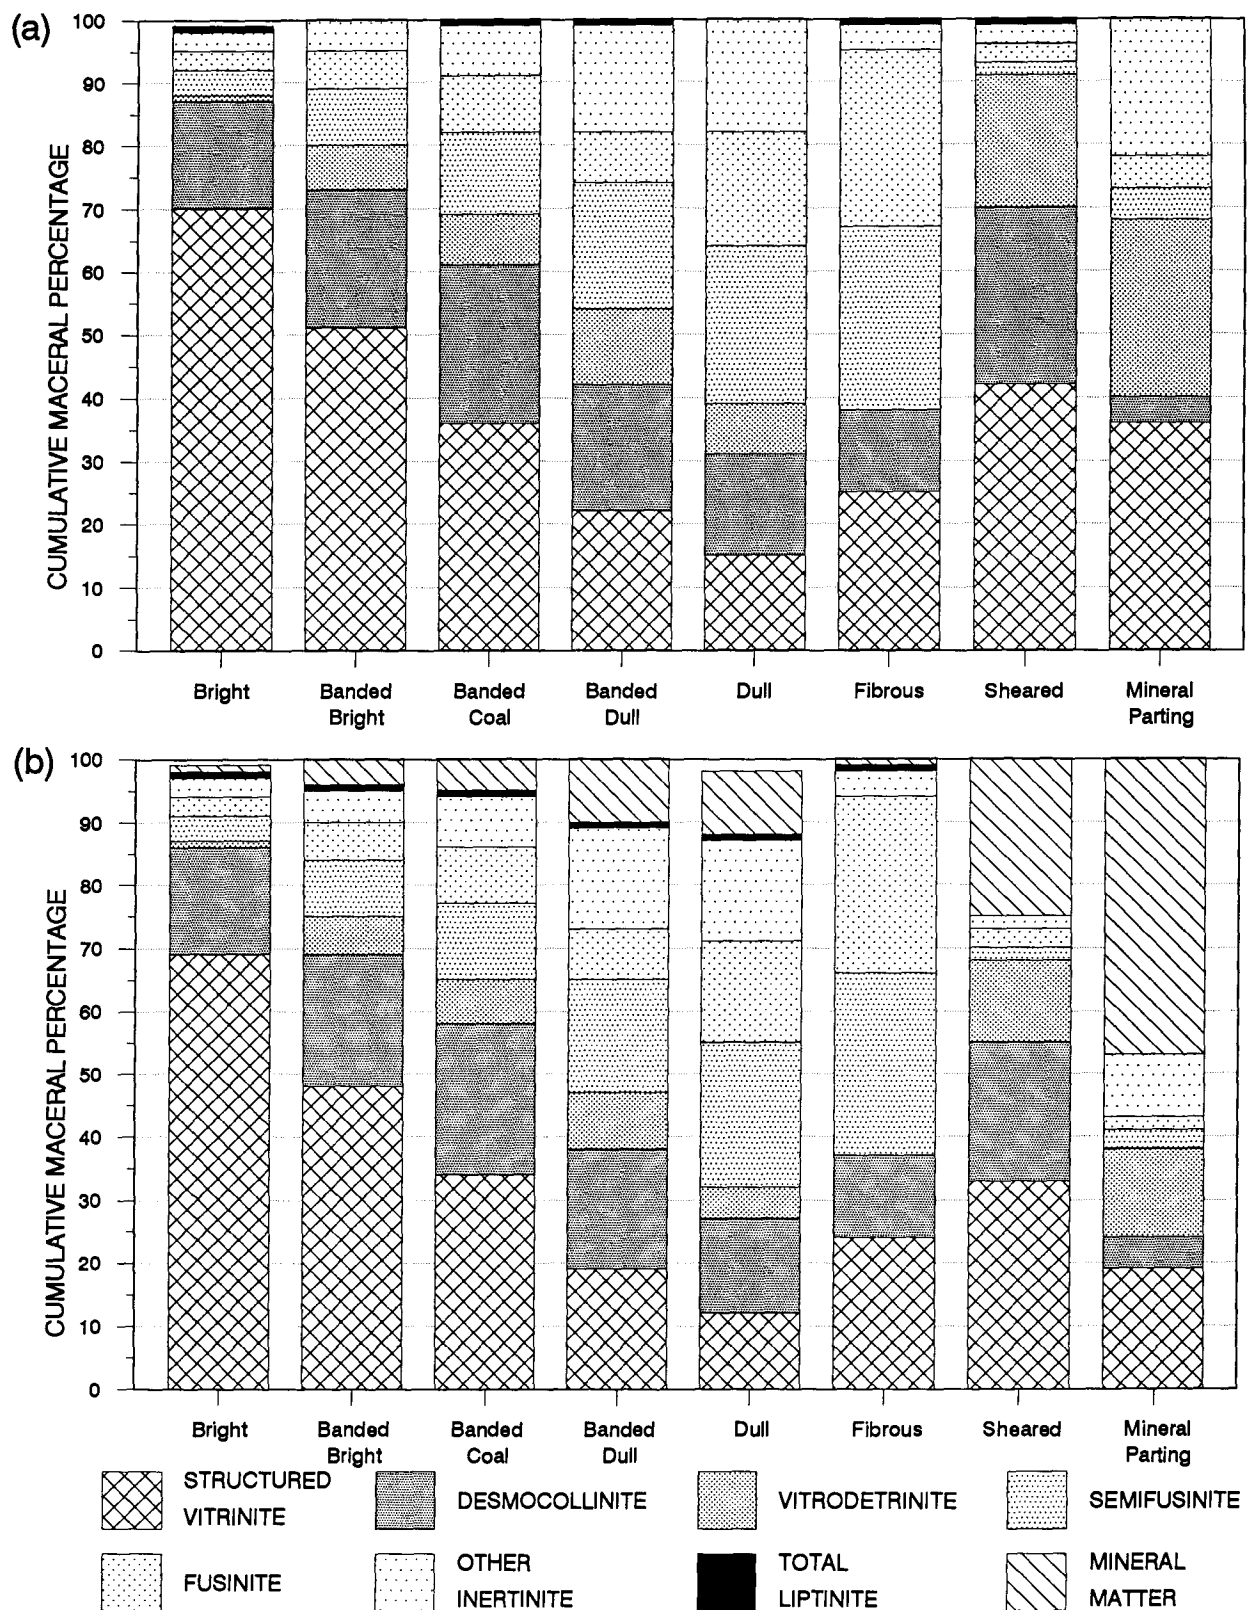 (a)
CUMULATIVE MACERAL PERCENTAGE
100
90
80
70
60
50
40
30
20
10
0
Bright
Banded
Bright
Banded
Coal
Banded
Dull
Dull
Fibrous
Sheared
Mineral
Parting
(b)
CUMULATIVE MACERAL PERCENTAGE
100
90
80
70
60
50
40
30
20
10
0
Bright
Banded
Bright
Banded
Coal
Banded
Dull
Dull
Fibrous
Sheared
Mineral
Parting
STRUCTURED
VITRINITE
DESMOCOLLINITE
VITRODETRINITE
SEMIFUSINITE
FUSINITE
OTHER
INERTINITE
TOTAL
LIPTINITE
MINERAL
MATTER